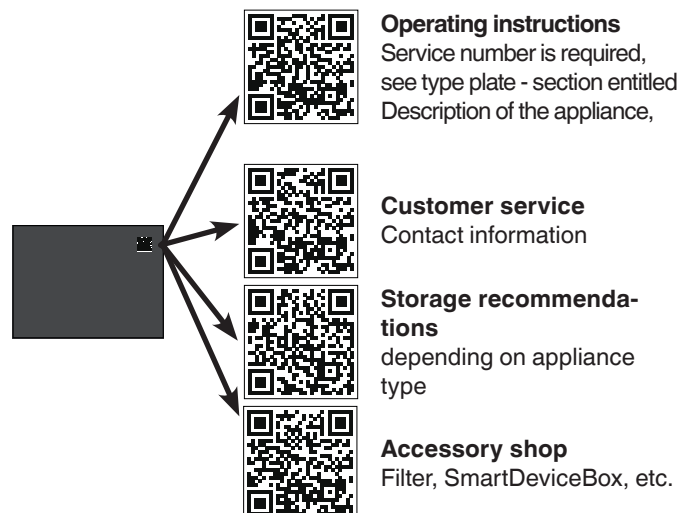 Operating instructions
Service number is required,
see type plate - section entitled
Description of the appliance,
Customer service
Contact information
Storage recommenda-
tions
depending on appliance
type
Accessory shop
Filter, SmartDeviceBox, etc.